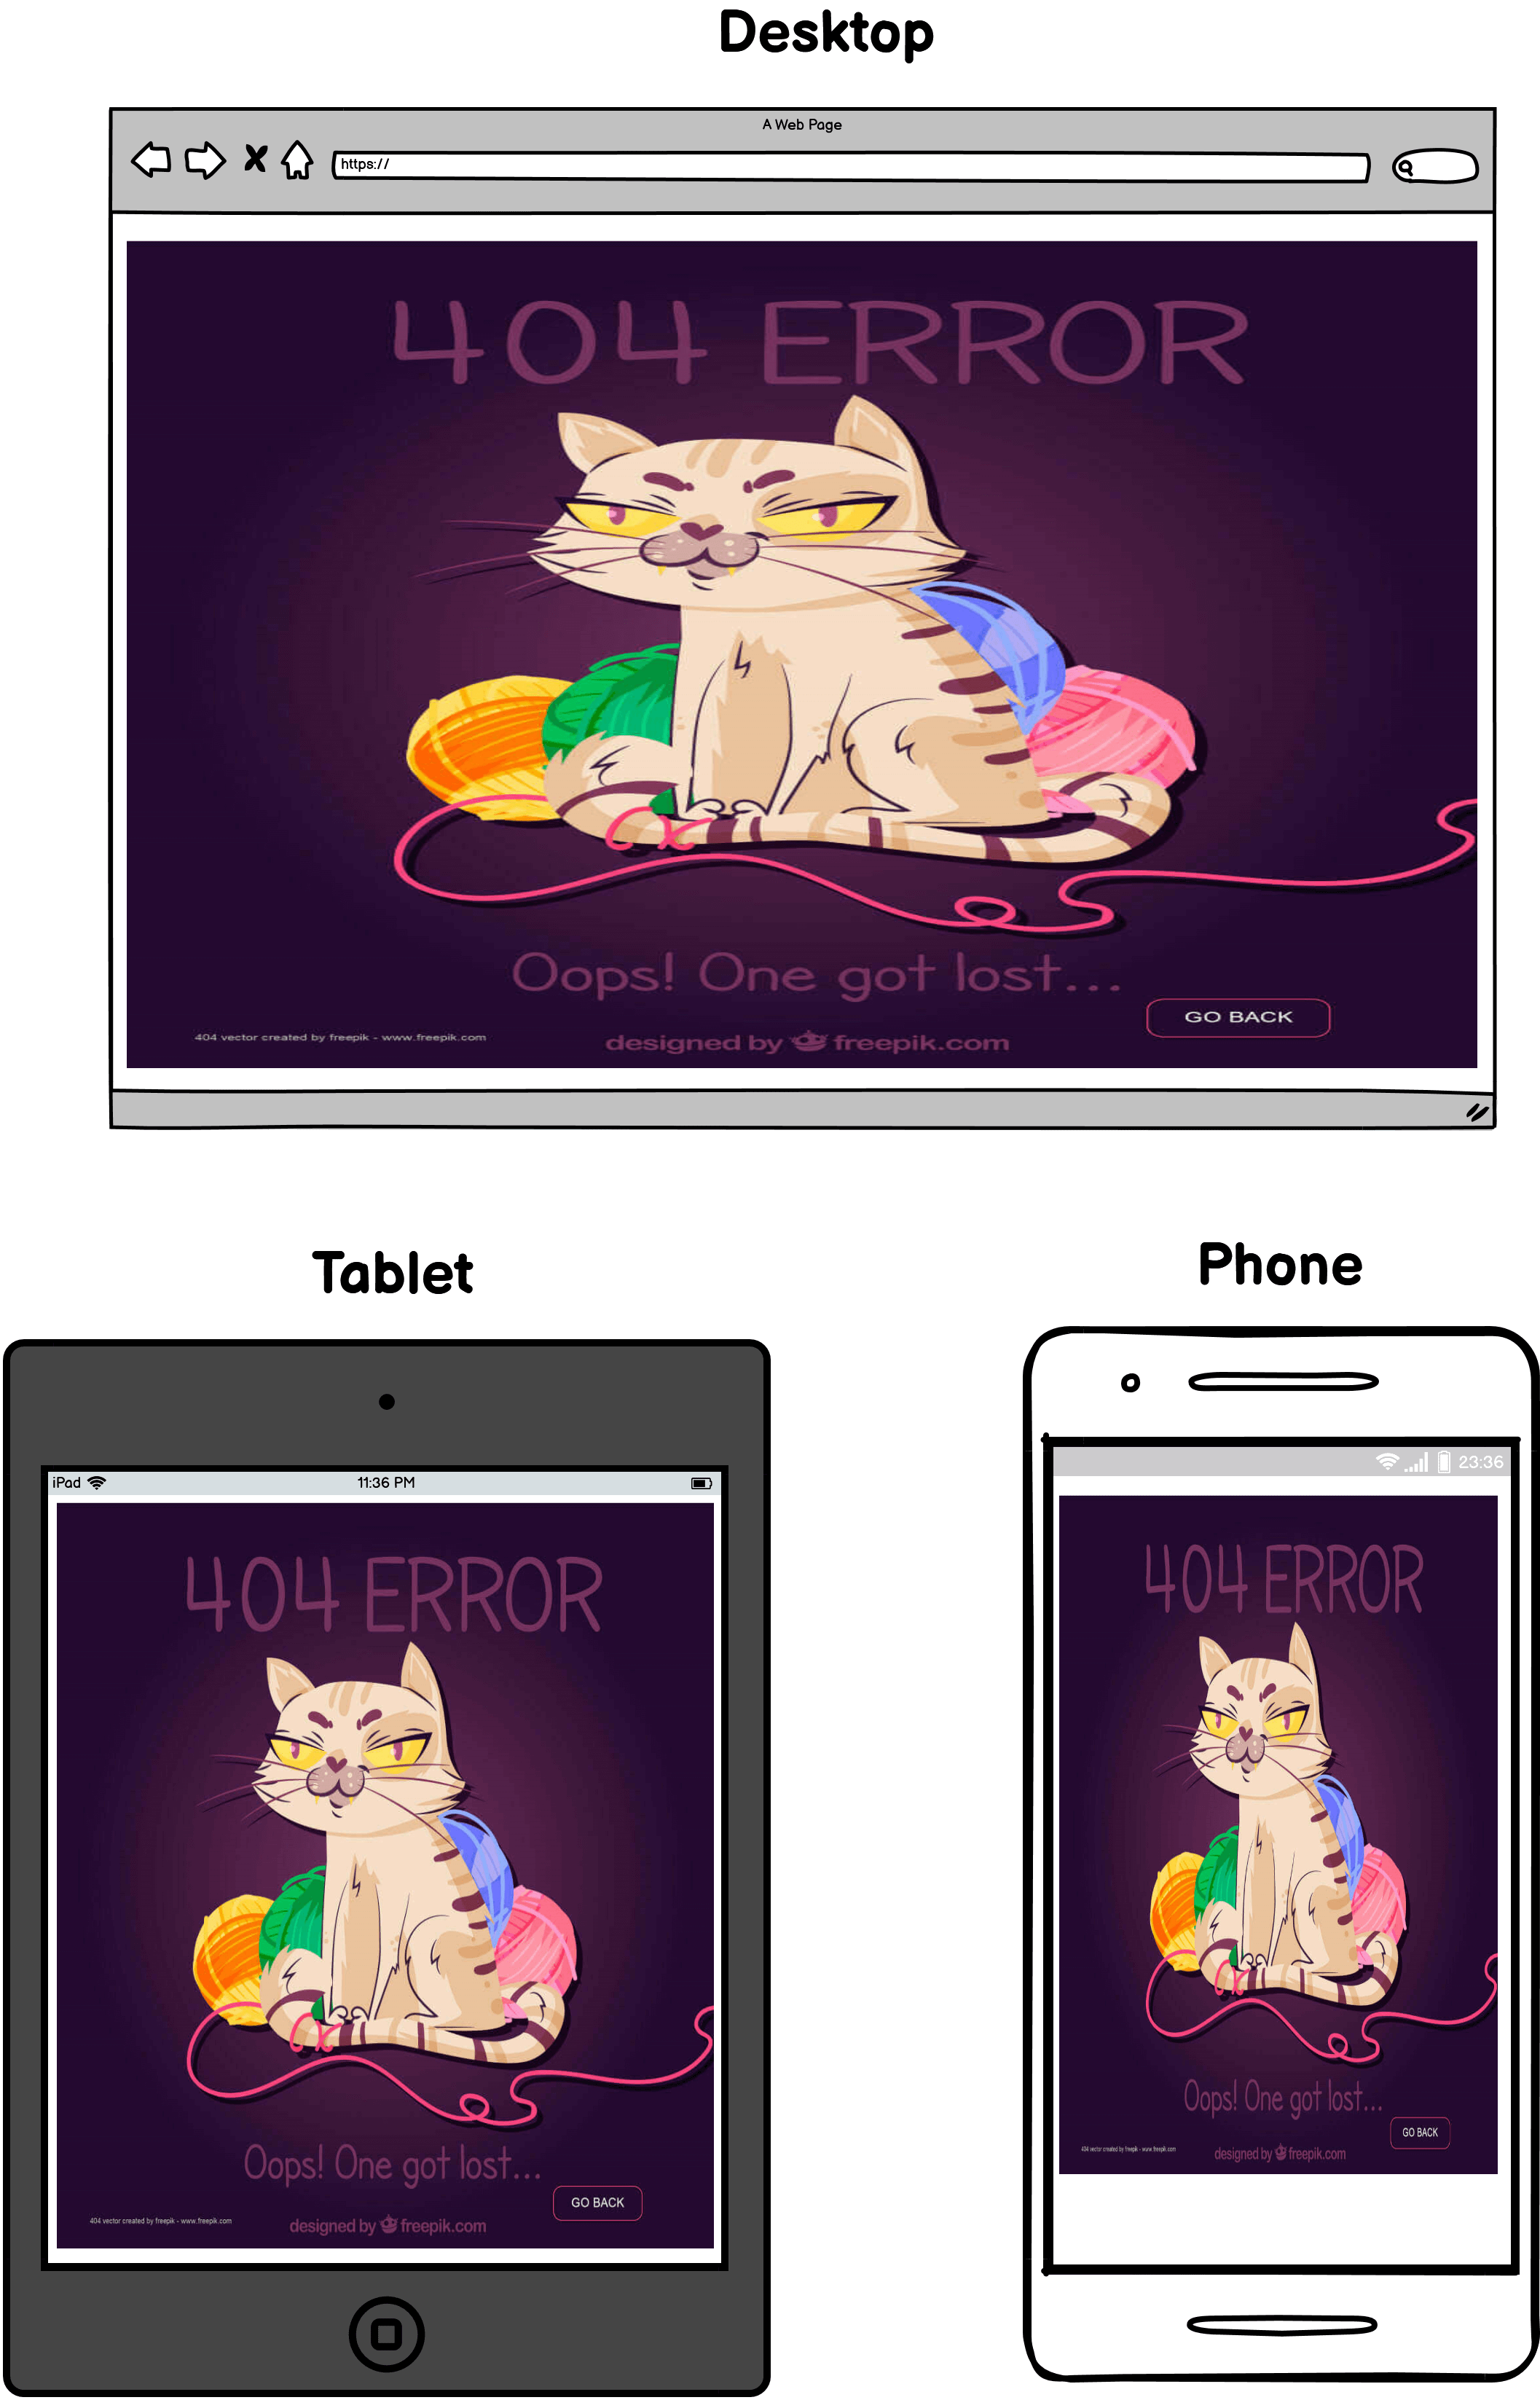 Desktop
A Web Page
https://
404 ERROR
Oops! One got lost...
GO BACK
404 vector created by freepik - www.freepik.com
designed by freepik.com
Tablet
Phone
iPad 11:36 PM
404 ERROR
Oops! One got lost...
GO BACK
404 vector created by freepik - www.freepik.com
designed by freepik.com
23:36
404 ERROR
Oops! One got lost...
GO BACK
404 vector created by freepik - www.freepik.com
designed by freepik.com